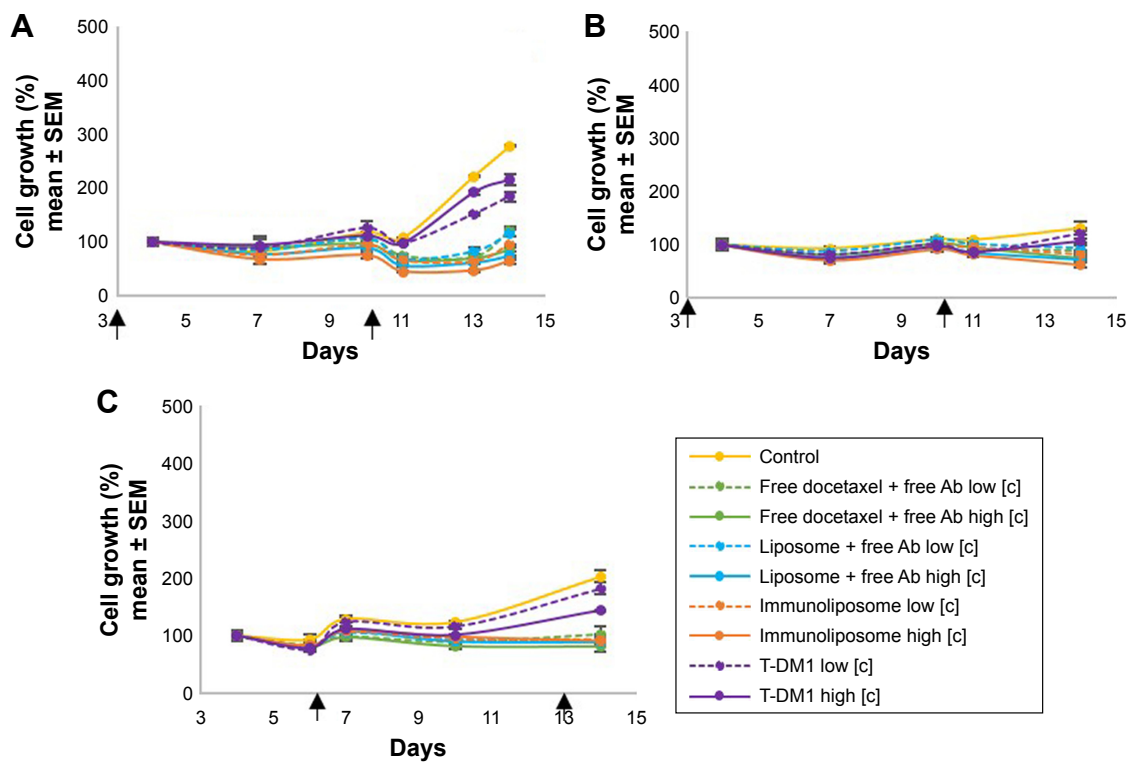 A
Cell growth (%)
mean ± SEM
500
400
300
200
100
0
3 5 7 9 11 13 15
Days
B
Cell growth (%)
mean ± SEM
500
400
300
200
100
0
3 5 7 9 11 13 15
Days
C
Cell growth (%)
mean ± SEM
500
400
300
200
100
0
3 5 7 9 11 13 15
Days
Control
Free docetaxel + free Ab low [c]
Free docetaxel + free Ab high [c]
Liposome + free Ab low [c]
Liposome + free Ab high [c]
Immunoliposome low [c]
Immunoliposome high [c]
T-DM1 low [c]
T-DM1 high [c]